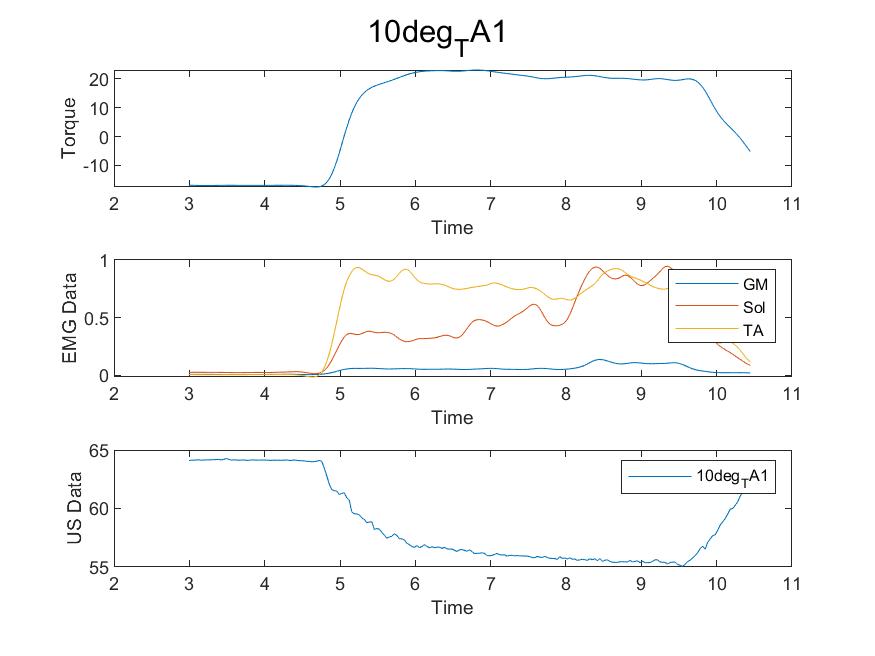 10deg_TA1
20
10
0
-10
Torque
2 3 4 5 6 7 8 9 10 11
Time
1
0.5
0
EMG Data
GM
Sol
TA
2 3 4 5 6 7 8 9 10 11
Time
65
60
55
US Data
10deg_TA1
2 3 4 5 6 7 8 9 10 11
Time